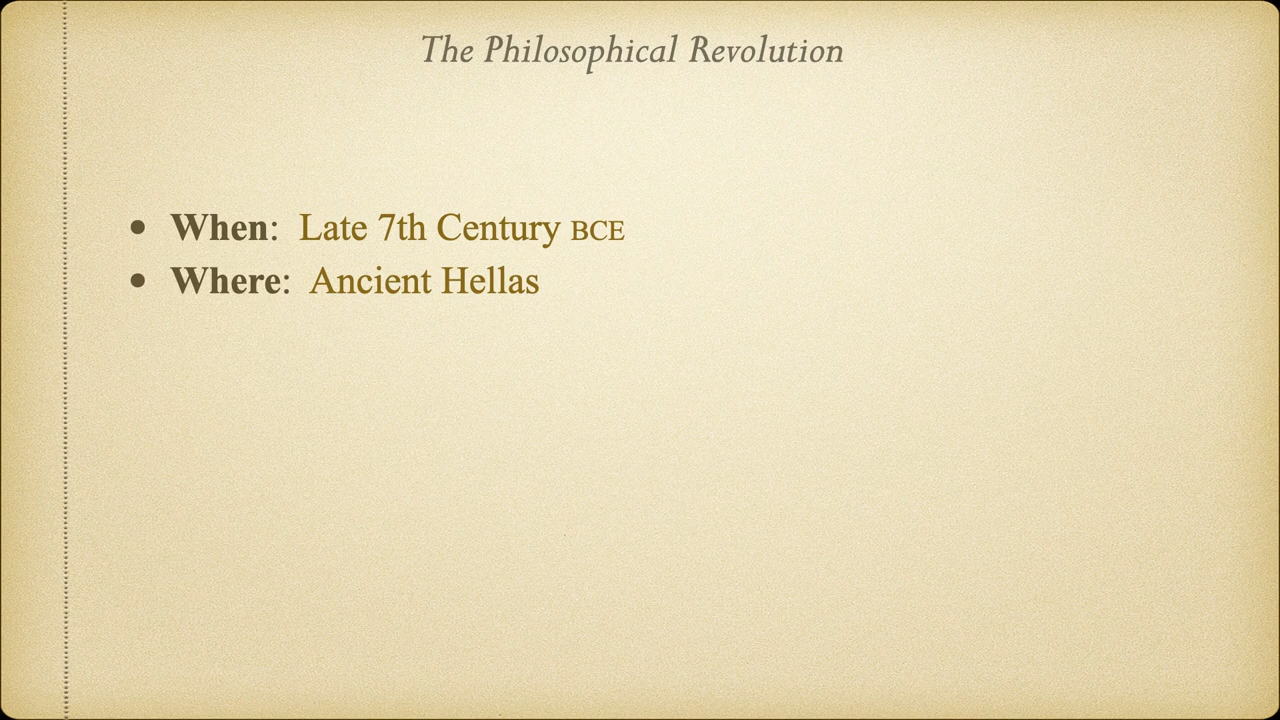 The Philosophical Revolution
• When: Late 7th Century BCE
• Where: Ancient Hellas